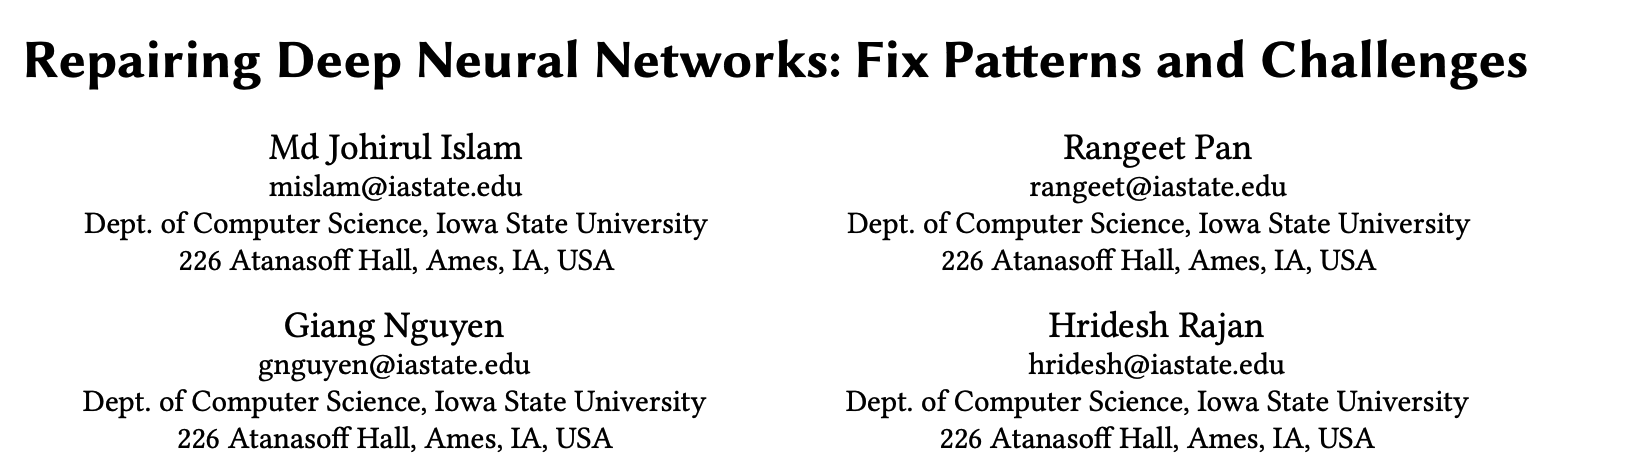 Repairing Deep Neural Networks: Fix Patterns and Challenges
Md Johirul Islam
mislam@iastate.edu
Dept. of Computer Science, Iowa State University
226 Atanasoff Hall, Ames, IA, USA
Rangeet Pan
rangeet@iastate.edu
Dept. of Computer Science, Iowa State University
226 Atanasoff Hall, Ames, IA, USA
Giang Nguyen
gnguyen@iastate.edu
Dept. of Computer Science, Iowa State University
226 Atanasoff Hall, Ames, IA, USA
Hridesh Rajan
hridesh@iastate.edu
Dept. of Computer Science, Iowa State University
226 Atanasoff Hall, Ames, IA, USA